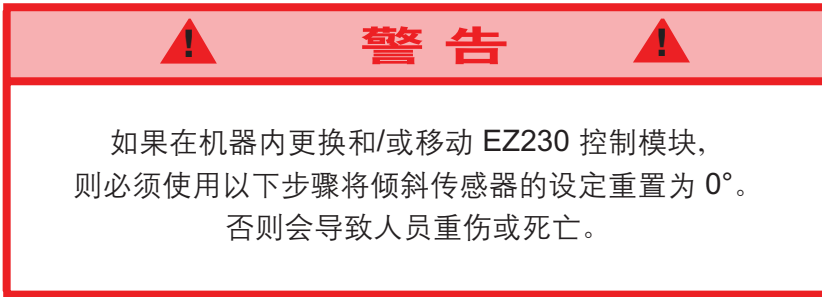 警告
如果在机器内更换和/或移动 EZ230 控制模块，
则必须使用以下步骤将倾斜传感器的设定重置为 0°。
否则会导致人员重伤或死亡。